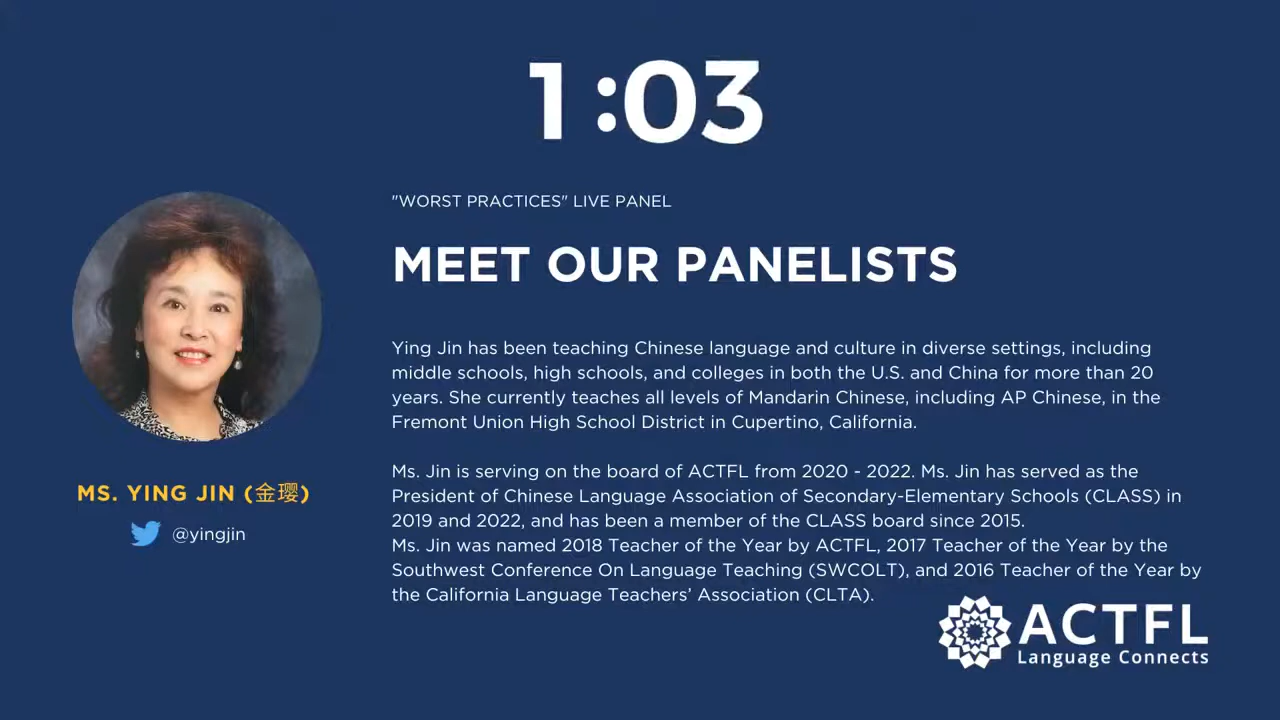 1:03
"WORST PRACTICES" LIVE PANEL
MEET OUR PANELISTS
Ying Jin has been teaching Chinese language and culture in diverse settings, including
middle schools, high schools, and colleges in both the U.S. and China for more than 20
years. She currently teaches all levels of Mandarin Chinese, including AP Chinese, in the
Fremont Union High School District in Cupertino, California.
Ms. Jin is serving on the board of ACTFL from 2020 - 2022. Ms. Jin has served as the
President of Chinese Language Association of Secondary-Elementary Schools (CLASS) in
2019 and 2022, and has been a member of the CLASS board since 2015.
Ms. Jin was named 2018 Teacher of the Year by ACTFL, 2017 Teacher of the Year by the
Southwest Conference On Language Teaching (SWCOLT), and 2016 Teacher of the Year by
the California Language Teachers’ Association (CLTA).
MS. YING JIN (金璎)
@yingjin
ACTFL
Language Connects